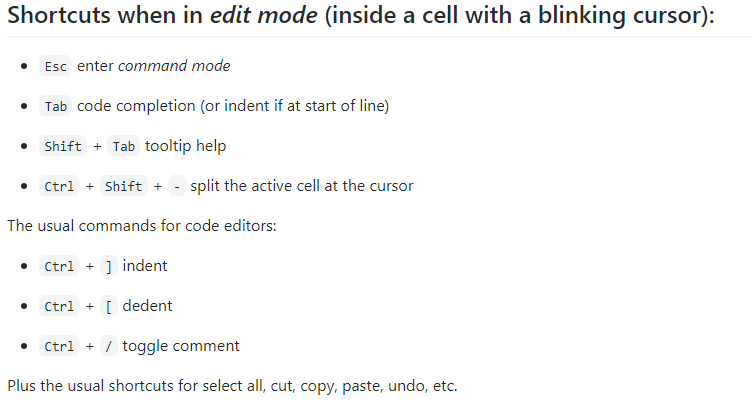 Shortcuts when in edit mode (inside a cell with a blinking cursor):
• Esc enter command mode
• Tab code completion (or indent if at start of line)
• Shift + Tab tooltip help
• Ctrl + Shift + - split the active cell at the cursor
The usual commands for code editors:
• Ctrl + ] indent
• Ctrl + [ dedent
• Ctrl + / toggle comment
Plus the usual shortcuts for select all, cut, copy, paste, undo, etc.